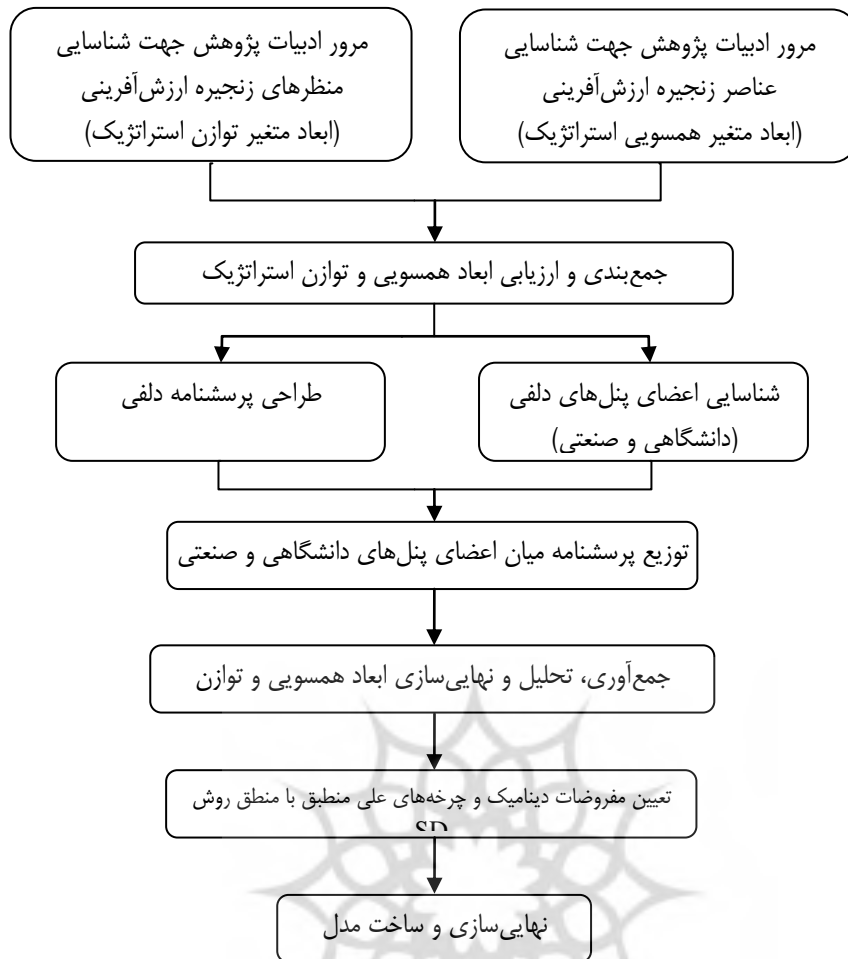 مرور ادبیات پژوهش جهت شناسایی
عناصر زنجیره ارزش‌آفرینی
(ابعاد متغیر همسویی استراتژیک)
مرور ادبیات پژوهش جهت شناسایی
منظرهای زنجیره ارزش‌آفرینی
(ابعاد متغیر توازن استراتژیک)
جمع‌بندی و ارزیابی ابعاد همسویی و توازن استراتژیک
شناسایی اعضای پنل‌های دلفی
(دانشگاهی و صنعتی)
طراحی پرسشنامه دلفی
توزیع پرسشنامه میان اعضای پنل‌های دانشگاهی و صنعتی
جمع‌آوری، تحلیل و نهایی‌سازی ابعاد همسویی و توازن
تعیین مفروضات دینامیک و چرخه‌های علی منطبق با منطق روش
SD
نهایی‌سازی و ساخت مدل